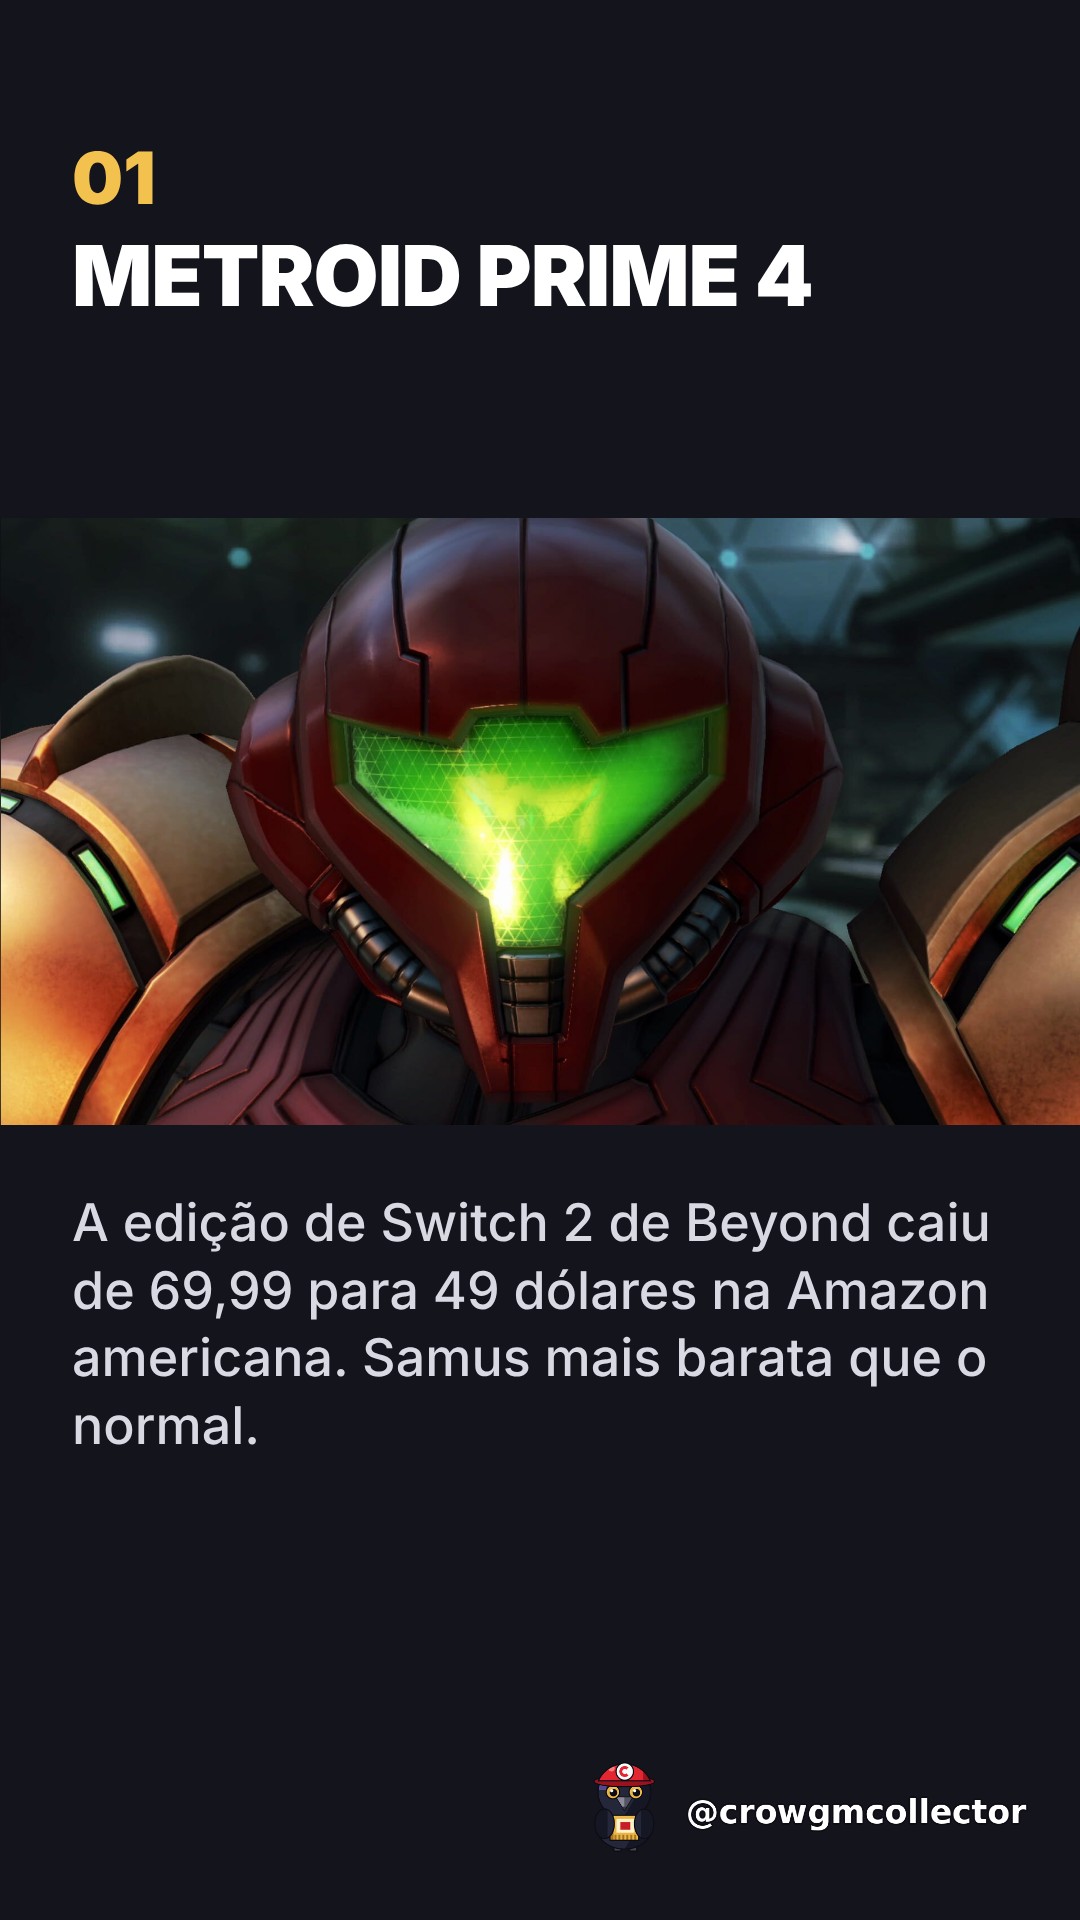 01
METROID PRIME 4
A edição de Switch 2 de Beyond caiu
de 69,99 para 49 dólares na Amazon
americana. Samus mais barata que o
normal.
C
@crowgmcollector